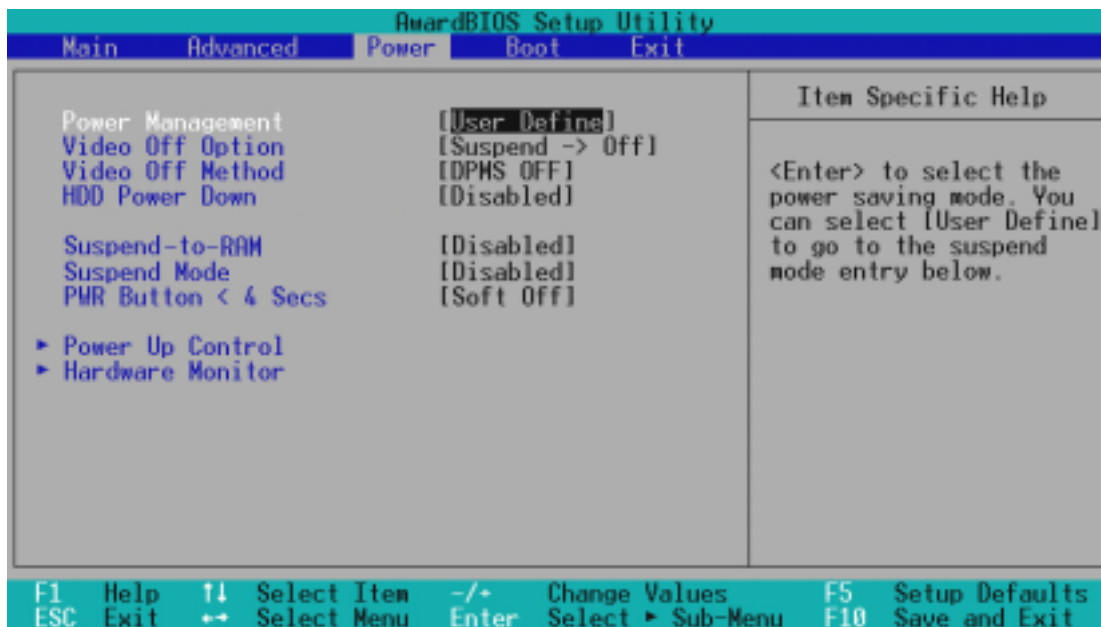 AwardBIOS Setup Utility
Main Advanced Power Boot Exit
Power Management [User Define]
Video Off Option [Suspend -> Off]
Video Off Method [DPMS OFF]
HDD Power Down [Disabled]
Suspend-to-RAM [Disabled]
Suspend Mode [Disabled]
PWR Button < 4 Secs [Soft Off]
► Power Up Control
► Hardware Monitor
Item Specific Help
<Enter> to select the
power saving mode. You
can select [User Define]
to go to the suspend
mode entry below.
F1 Help ↑↓ Select Item -/+ Change Values F5 Setup Defaults
ESC Exit ←→ Select Menu Enter Select ► Sub-Menu F10 Save and Exit